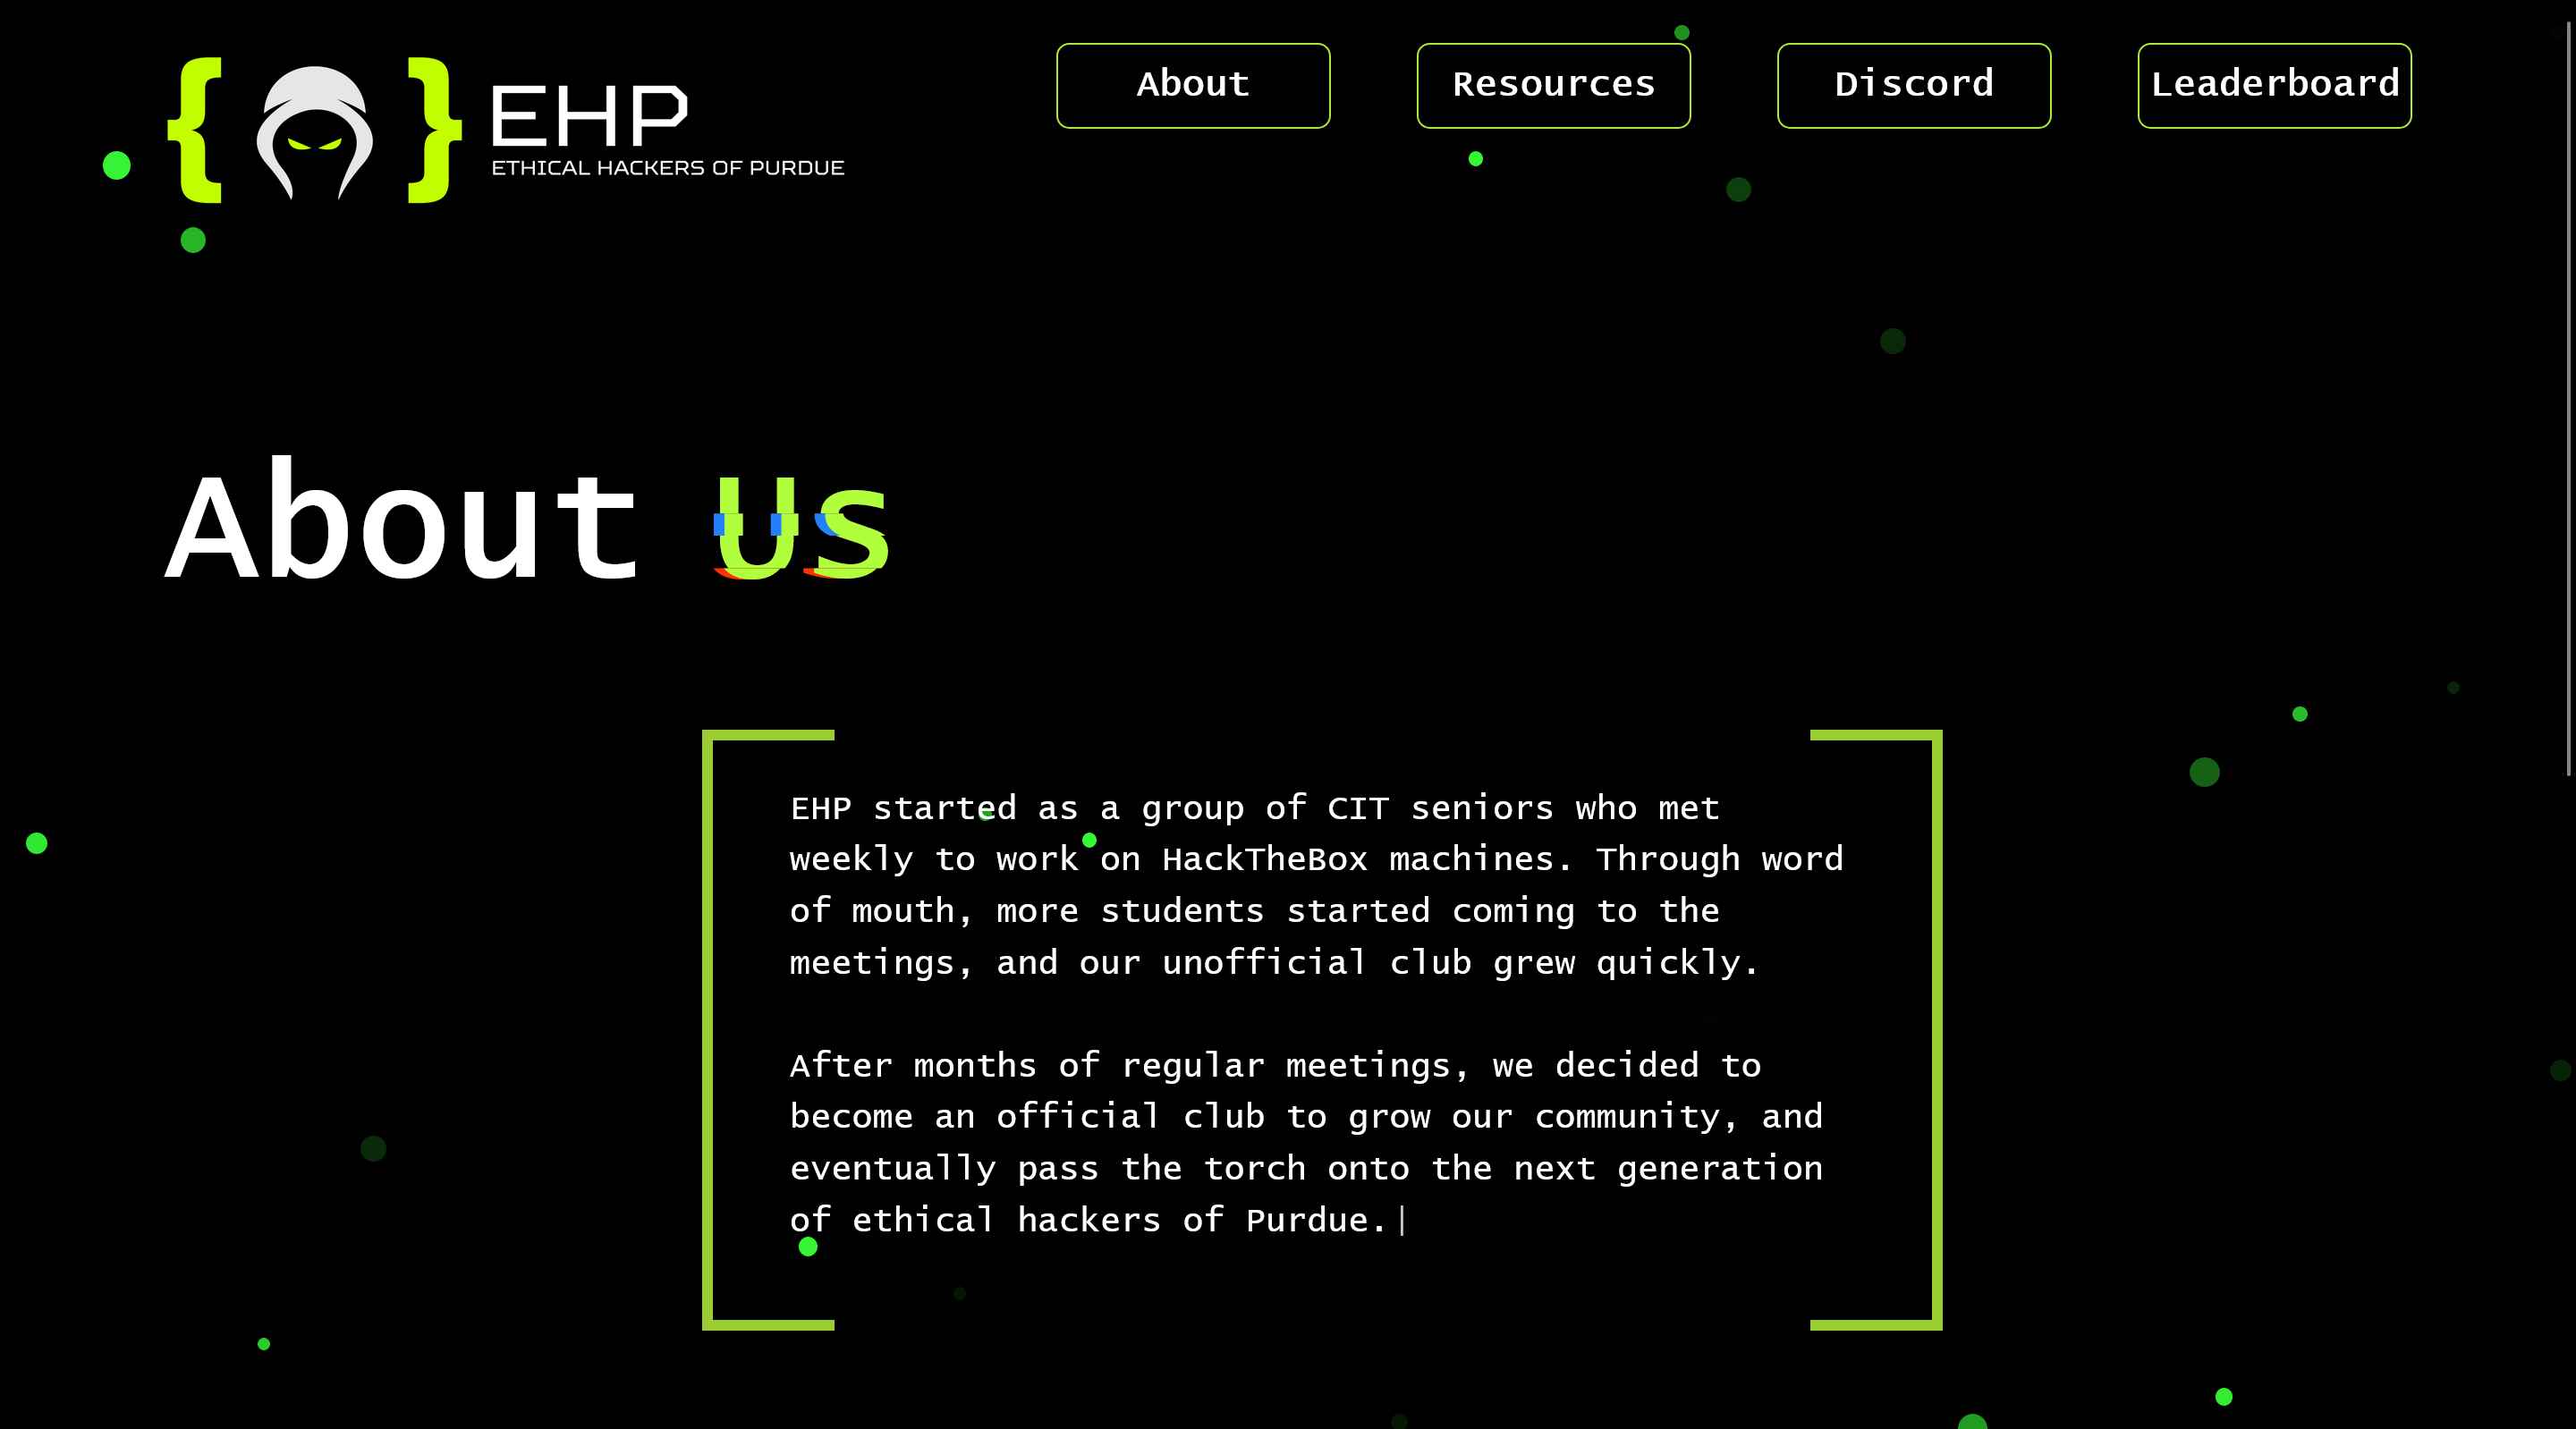 { } EHP
ETHICAL HACKERS OF PURDUE
About
Resources
Discord
Leaderboard
About Us
EHP started as a group of CIT seniors who met
weekly to work on HackTheBox machines. Through word
of mouth, more students started coming to the
meetings, and our unofficial club grew quickly.
After months of regular meetings, we decided to
become an official club to grow our community, and
eventually pass the torch onto the next generation
of ethical hackers of Purdue.|